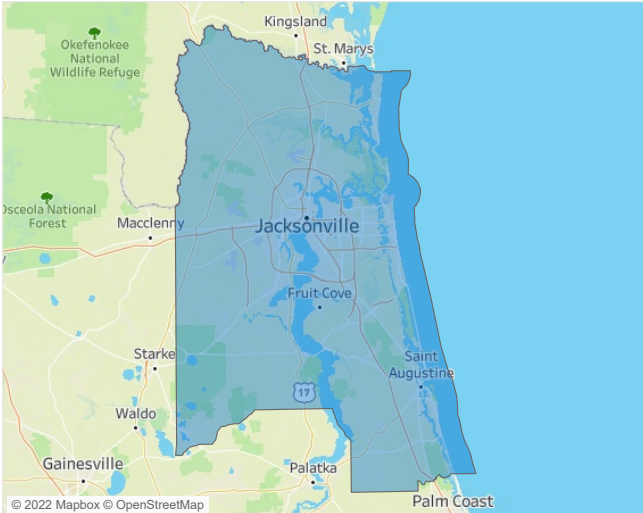 Kingsland
St. Marys
Okefenokee
National
Wildlife Refuge
Osceola National
Forest
Macclenny
Jacksonville
Fruit Cove
Starke
Saint
Augustine
17
Waldo
Gainesville
Palatka
Palm Coast
© 2022 Mapbox © OpenStreetMap